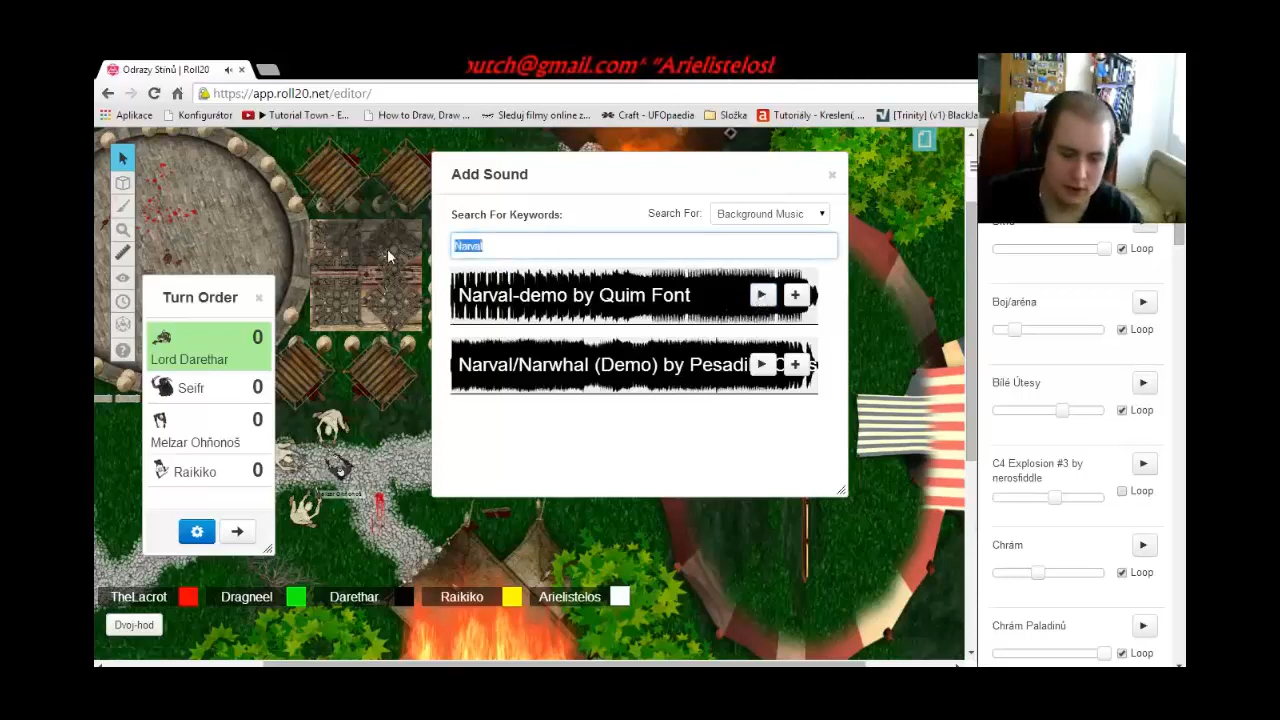 utch@gmail.com* "Arielistelos
Odrazy Stínů | Roll20
https://app.roll20.net/editor/
Aplikace
Konfigurátor
Tutorial Town - E...
How to Draw, Draw ...
Sleduj filmy online z...
Craft - UFOpaedia
Složka
Tutoriály - Kreslení, ...
[Trinity] (v1) BlackJa
Add Sound
Search For Keywords:
Search For:
Background Music
Narval
Narval-demo by Quim Font
Narval/Narwhal (Demo) by
Turn Order
Lord Darethar
0
Seifr
0
Melzar Ohňonoš
0
Raikiko
0
TheLacrot
Dragneel
Darethar
Raikiko
Arielistelos
Dvoj-hod
Loop
Boj/aréna
Loop
Bílé Útesy
Loop
C4 Explosion #3 by
nerosfiddle
Loop
Chrám
Loop
Chrám Paladinů
Loop